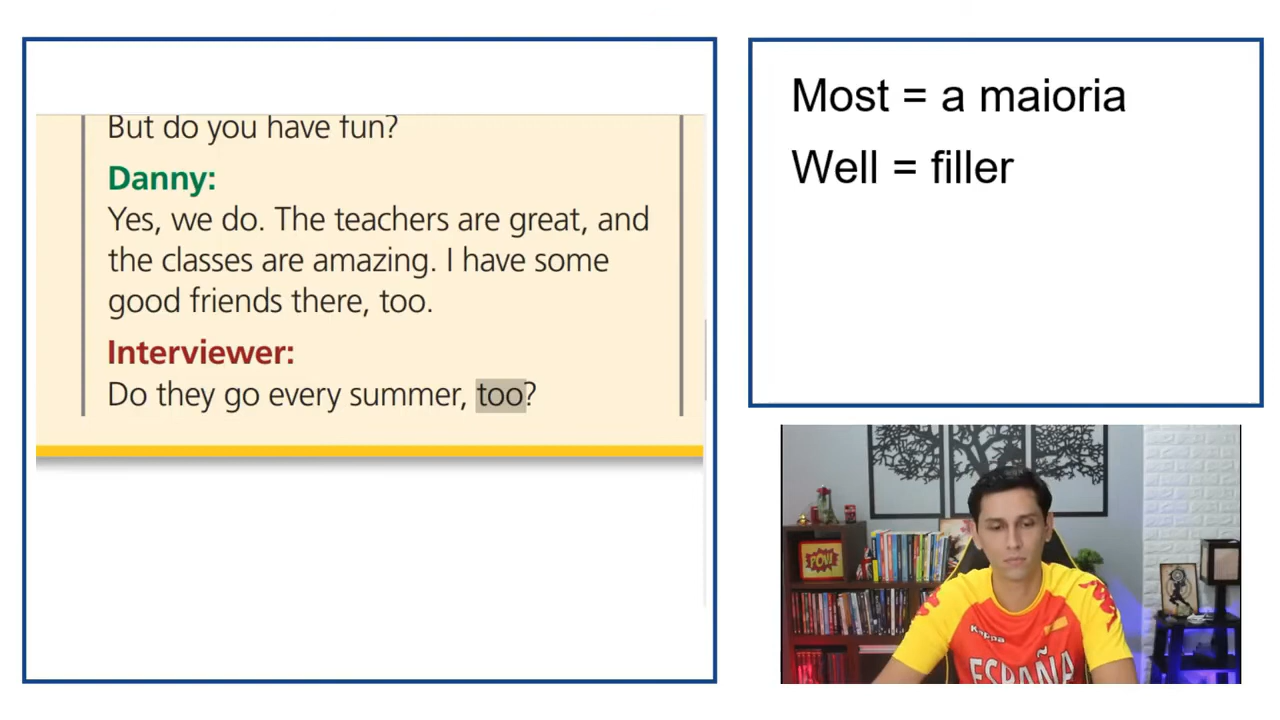 But do you have fun?
Danny:
Yes, we do. The teachers are great, and
the classes are amazing. I have some
good friends there, too.
Interviewer:
Do they go every summer, too?
Most = a maioria
Well = filler
POW!
Kappa
ESPAÑA